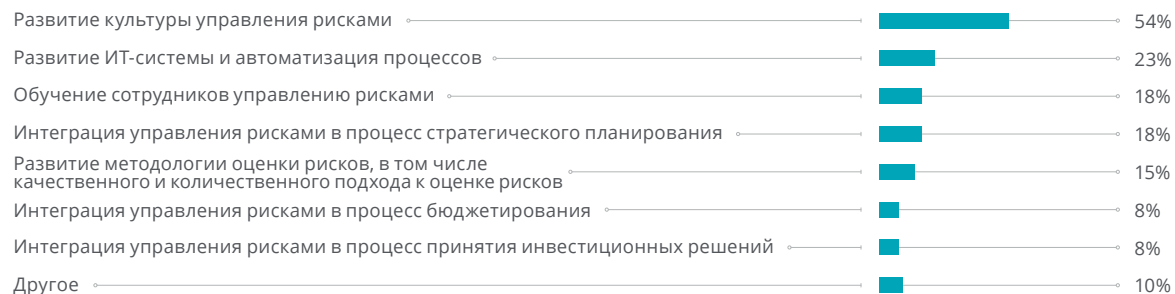 Развитие культуры управления рисками 54%
Развитие ИТ-системы и автоматизация процессов 23%
Обучение сотрудников управлению рисками 18%
Интеграция управления рисками в процесс стратегического планирования 18%
Развитие методологии оценки рисков, в том числе
качественного и количественного подхода к оценке рисков 15%
Интеграция управления рисками в процесс бюджетирования 8%
Интеграция управления рисками в процесс принятия инвестиционных решений 8%
Другое 10%